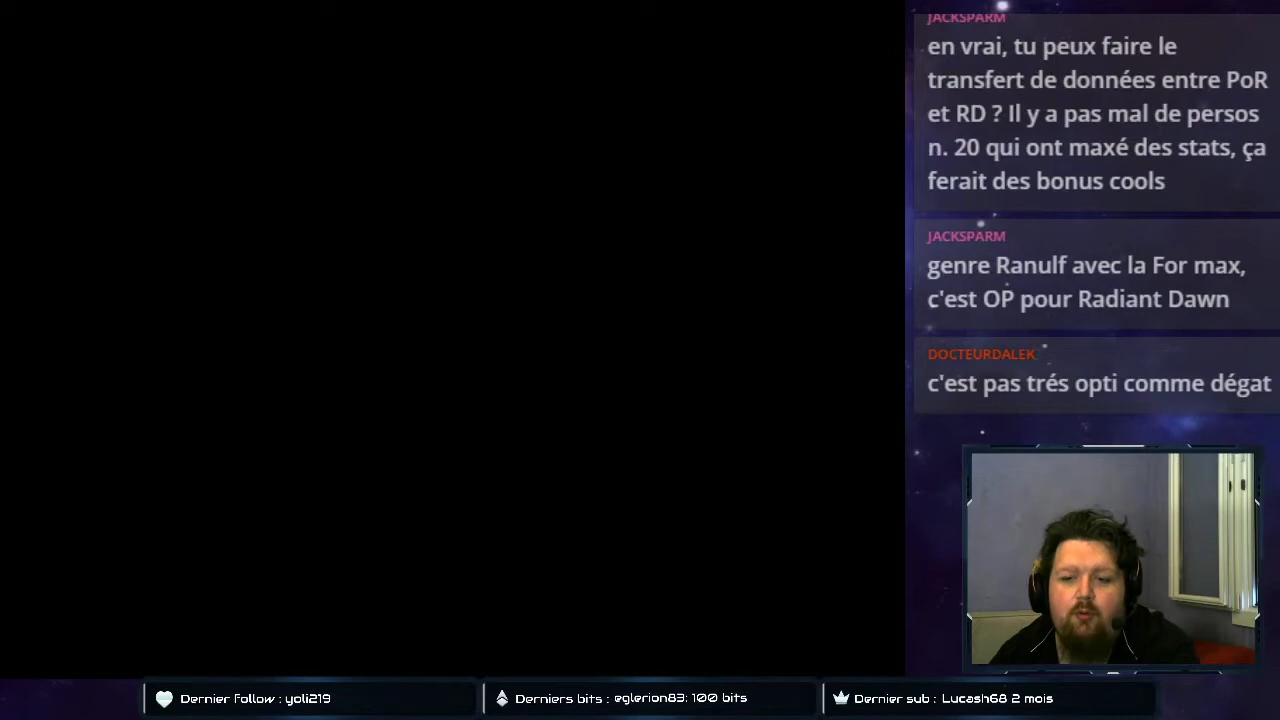 JACKSPARM
en vrai, tu peux faire le
transfert de données entre PoR
et RD ? Il y a pas mal de persos
n. 20 qui ont maxé des stats, ça
ferait des bonus cools
JACKSPARM
genre Ranulf avec la For max,
c'est OP pour Radiant Dawn
DOCTEURDALEK
c'est pas trés opti comme dégat
Dernier Follow : yoli219
Derniers bits : eglerion83: 100 bits
Dernier sub : Lucash68 2 mois